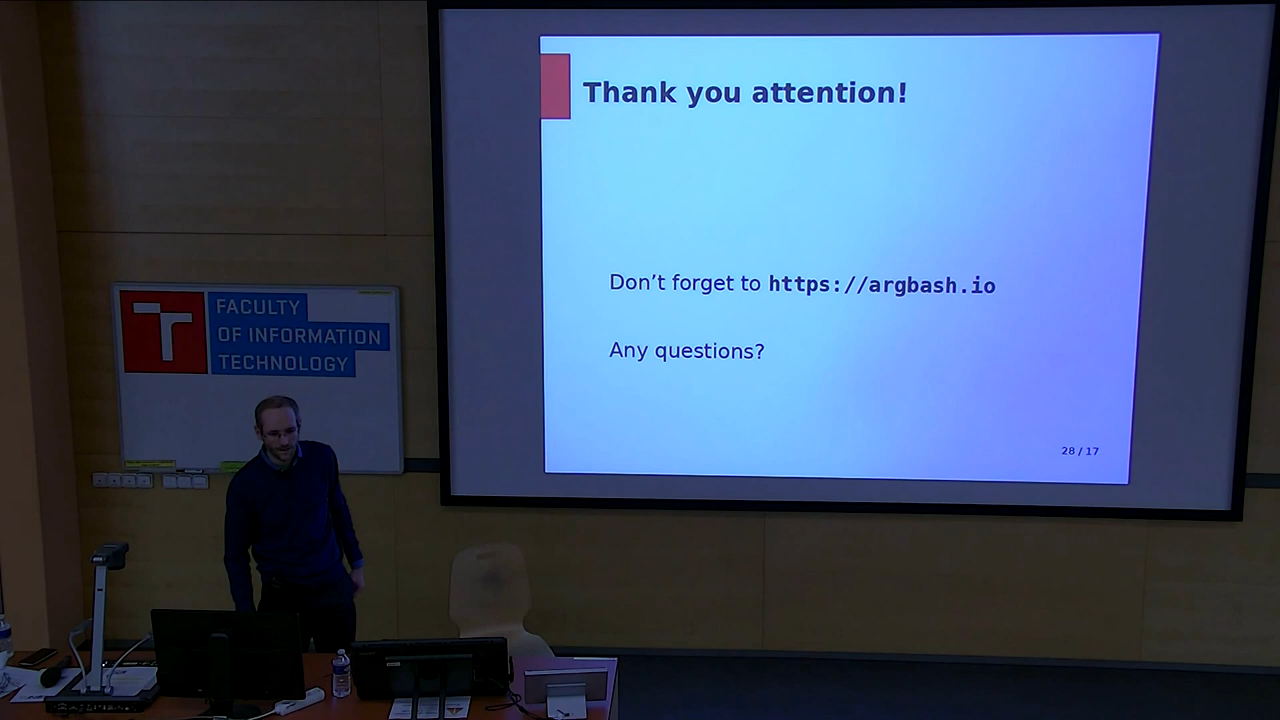 Thank you attention!
Don't forget to https://argbash.io
Any questions?
28 / 17
FACULTY
OF INFORMATION
TECHNOLOGY